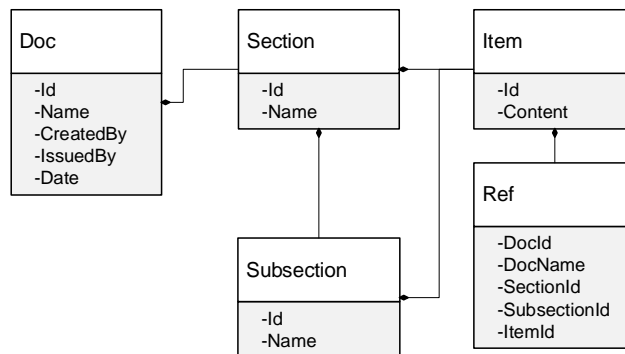 Doc
-Id
-Name
-CreatedBy
-IssuedBy
-Date
Section
-Id
-Name
Item
-Id
-Content
Subsection
-Id
-Name
Ref
-DocId
-DocName
-SectionId
-SubsectionId
-ItemId